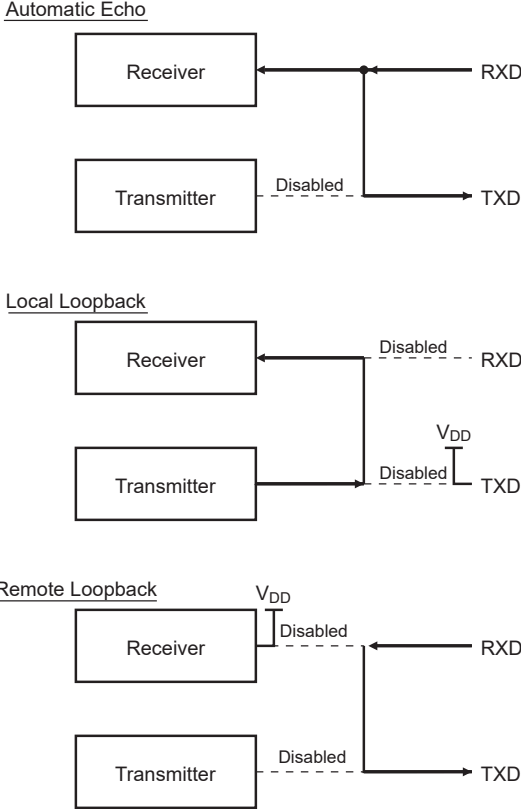 Automatic Echo
Receiver
RXD
Transmitter
Disabled
TXD
Local Loopback
Receiver
Disabled
RXD
VDD
Transmitter
Disabled
TXD
Remote Loopback
VDD
Receiver
Disabled
RXD
Transmitter
Disabled
TXD